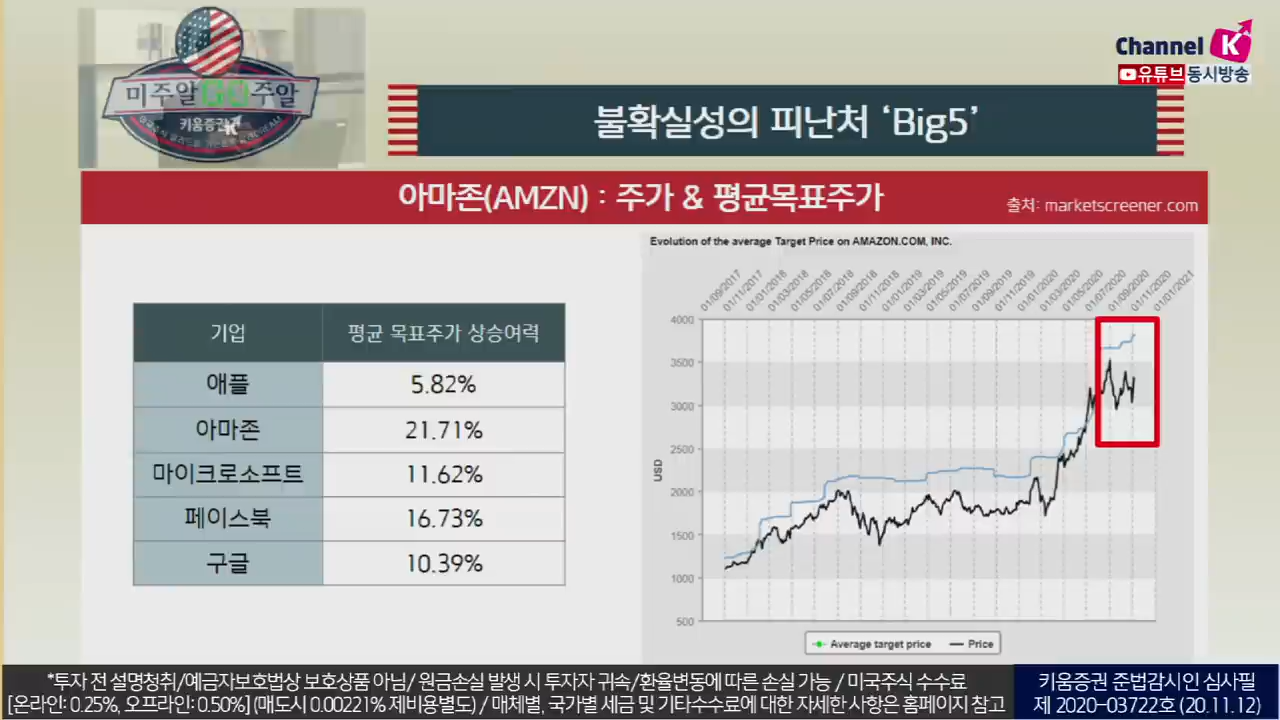 미주알GO주알
키움증권과
Channel K
유튜브 동시방송
불확실성의 피난처 ‘Big5’
아마존(AMZN) : 주가 & 평균목표주가
출처: marketscreener.com
기업 평균 목표주가 상승여력
애플 5.82%
아마존 21.71%
마이크로소프트 11.62%
페이스북 16.73%
구글 10.39%
Evolution of the average Target Price on AMAZON.COM, INC.
01/09/2017 01/11/2017 01/01/2018 01/03/2018 01/05/2018 01/07/2018 01/09/2018 01/11/2018 01/01/2019 01/03/2019 01/05/2019 01/07/2019 01/09/2019 01/11/2019 01/01/2020 01/03/2020 01/05/2020 01/07/2020 01/09/2020 01/11/2020 01/01/2021
4000
3500
3000
2500
USD
2000
1500
1000
500
Average target price Price
*투자 전 설명청취/예금자보호법상 보호상품 아님/ 원금손실 발생 시 투자자 귀속/환율변동에 따른 손실 가능 / 미국주식 수수료
[온라인: 0.25%, 오프라인: 0.50%] (매도시 0.00221% 제비용별도) / 매체별, 국가별 세금 및 기타수수료에 대한 자세한 사항은 홈페이지 참고
키움증권 준법감시인 심사필
제 2020-03722호 (20.11.12)